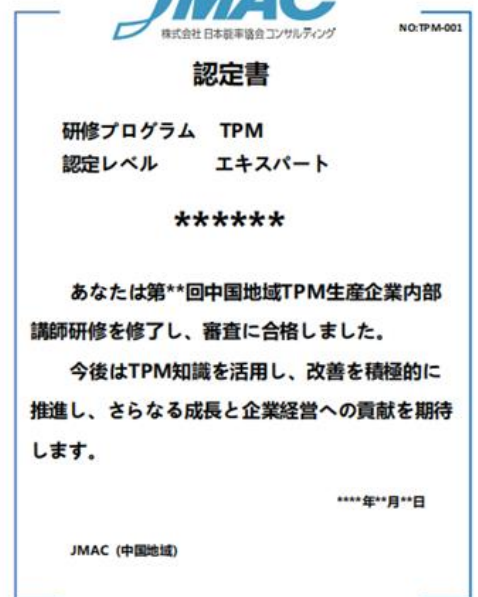 JMAC
株式会社 日本能率協会 コンサルティング
NO:TPM-001
認定書
研修プログラム TPM
認定レベル エキスパート
******
あなたは第**回中国地域TPM生産企業内部
講師研修を修了し、審査に合格しました。
今後はTPM知識を活用し、改善を積極的に
推進し、さらなる成長と企業経営への貢献を期待
します。
****年**月**日
JMAC (中国地域)